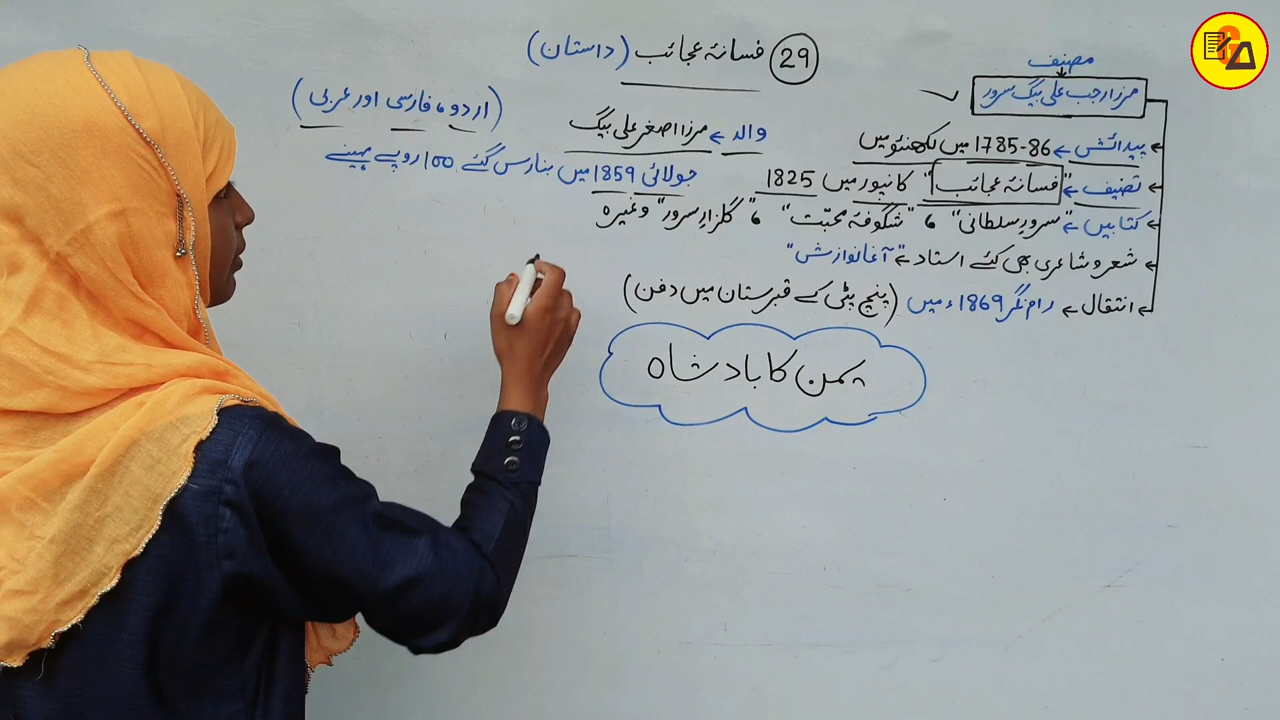 29 فسانۂ عجائب (داستان)
مصنف
مرزا رجب علی بیگ سرور
(اردو، فارسی اور عربی)
والد ← مرزا اصغر علی بیگ
پیدائش ← 1785-86 میں لکھنؤ میں
تصنیف ← "فسانۂ عجائب" کانپور میں 1825
جولائی 1859 میں بنارس گئے 100 روپے مہینے
کتابیں ← "سرورِ سلطانی"، "شگوفۂ محبّت"، "گلزارِ سرور" وغیرہ
شعر و شاعری بھی کئے استاد ← "آغا نوازش"
انتقال ← رام نگر 1869ء میں (پنچ پٹی کے قبرستان میں دفن)
یمن کا بادشاہ